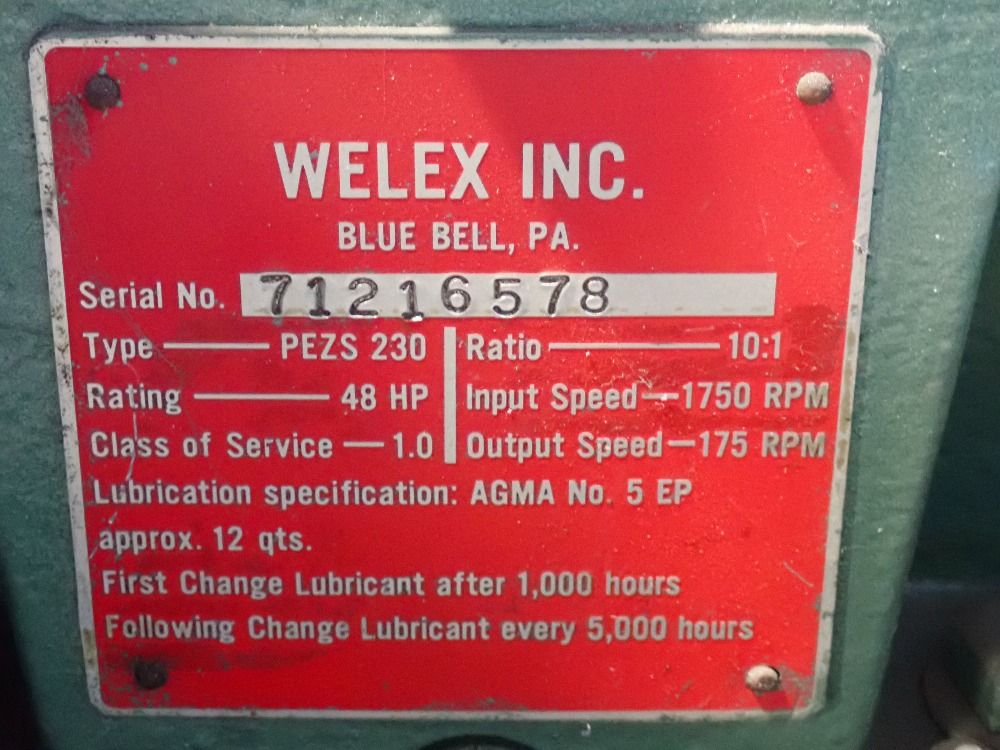 WELEX INC.
BLUE BELL, PA.
Serial No. 71216578
Type PEZS 230
Rating 48 HP
Class of Service 1.0
Ratio 10:1
Input Speed 1750 RPM
Output Speed 175 RPM
Lubrication specification: AGMA No. 5 EP
approx. 12 qts.
First Change Lubricant after 1,000 hours
Following Change Lubricant every 5,000 hours